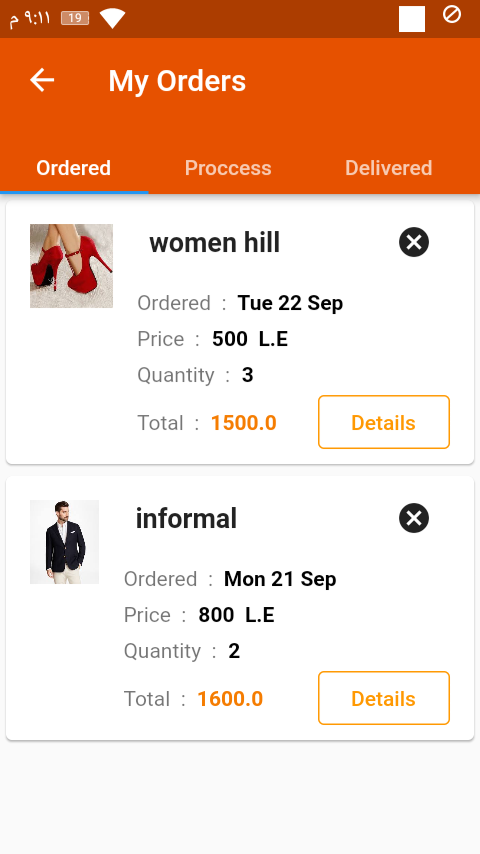 ٩:١١ م 19
My Orders
Ordered Proccess Delivered
women hill
Ordered : Tue 22 Sep
Price : 500 L.E
Quantity : 3
Total : 1500.0 Details
informal
Ordered : Mon 21 Sep
Price : 800 L.E
Quantity : 2
Total : 1600.0 Details